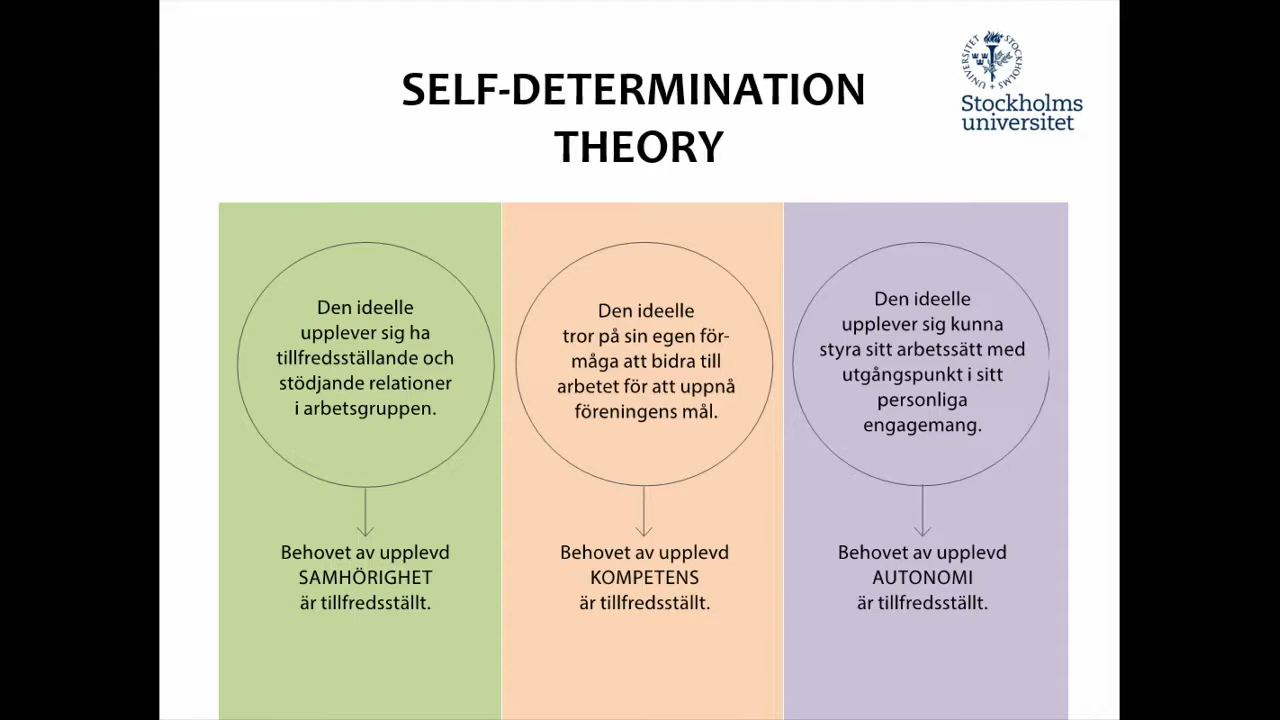 SELF-DETERMINATION
THEORY
STOCKHOLMS UNIVERSITET
Stockholms
universitet
Den ideelle
upplever sig ha
tillfredsställande och
stödjande relationer
i arbetsgruppen.
Behovet av upplevd
SAMHÖRIGHET
är tillfredsställt.
Den ideelle
tror på sin egen för-
måga att bidra till
arbetet för att uppnå
föreningens mål.
Behovet av upplevd
KOMPETENS
är tillfredsställt.
Den ideelle
upplever sig kunna
styra sitt arbetssätt med
utgångspunkt i sitt
personliga
engagemang.
Behovet av upplevd
AUTONOMI
är tillfredsställt.